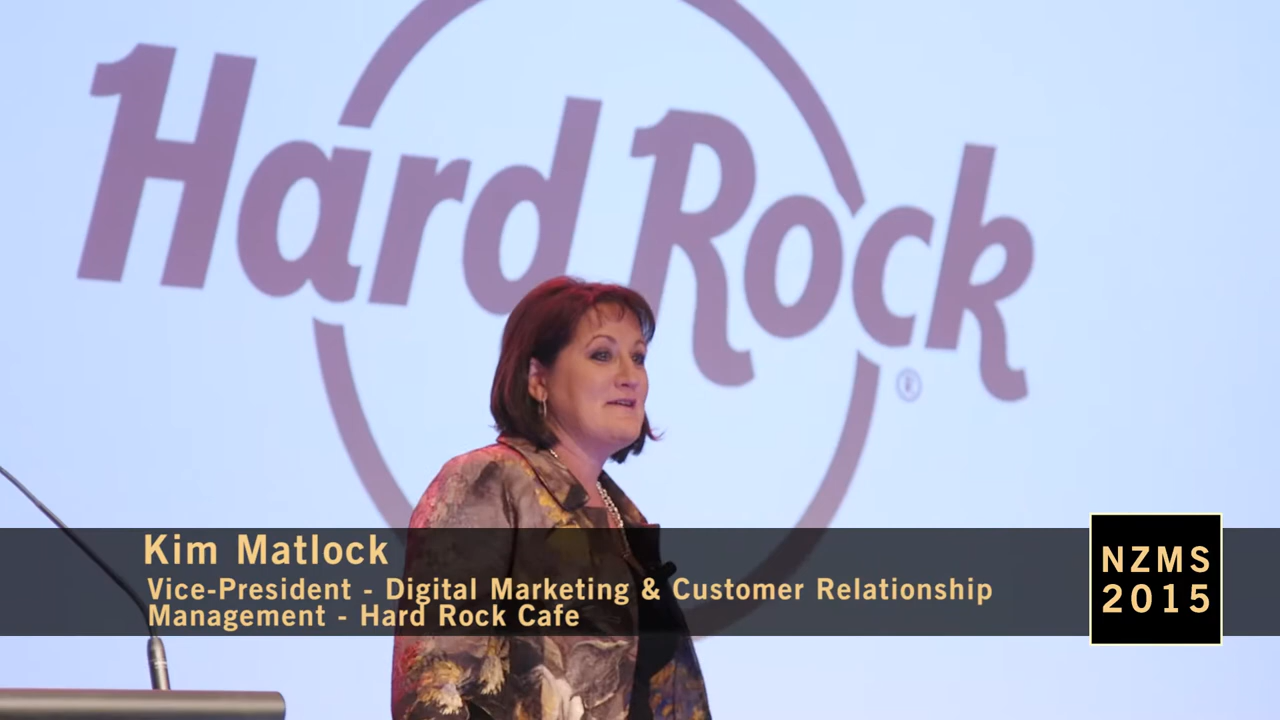 Hard Rock
®
Kim Matlock
Vice-President - Digital Marketing & Customer Relationship
Management - Hard Rock Cafe
NZMS
2015